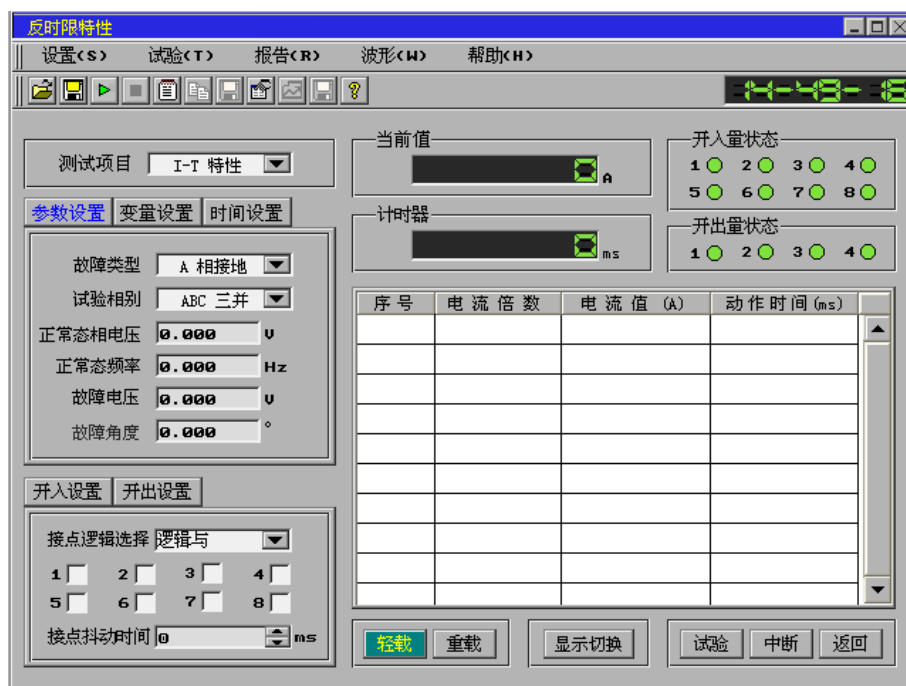 反时限特性
设置(S) 试验(T) 报告(R) 波形(W) 帮助(H)
测试项目 I-T 特性
参数设置 变量设置 时间设置
故障类型 A 相接地
试验相别 ABC 三并
正常态相电压 0.000 V
正常态频率 0.000 Hz
故障电压 0.000 V
故障角度 0.000 °
开入设置 开出设置
接点逻辑选择 逻辑与
1 2 3 4
5 6 7 8
接点抖动时间 0 ms
当前值
0 A
计时器
0 ms
开入量状态
1 2 3 4
5 6 7 8
开出量状态
1 2 3 4
序号 电流倍数 电流值 (A) 动作时间(ms)
轻载 重载 显示切换 试验 中断 返回